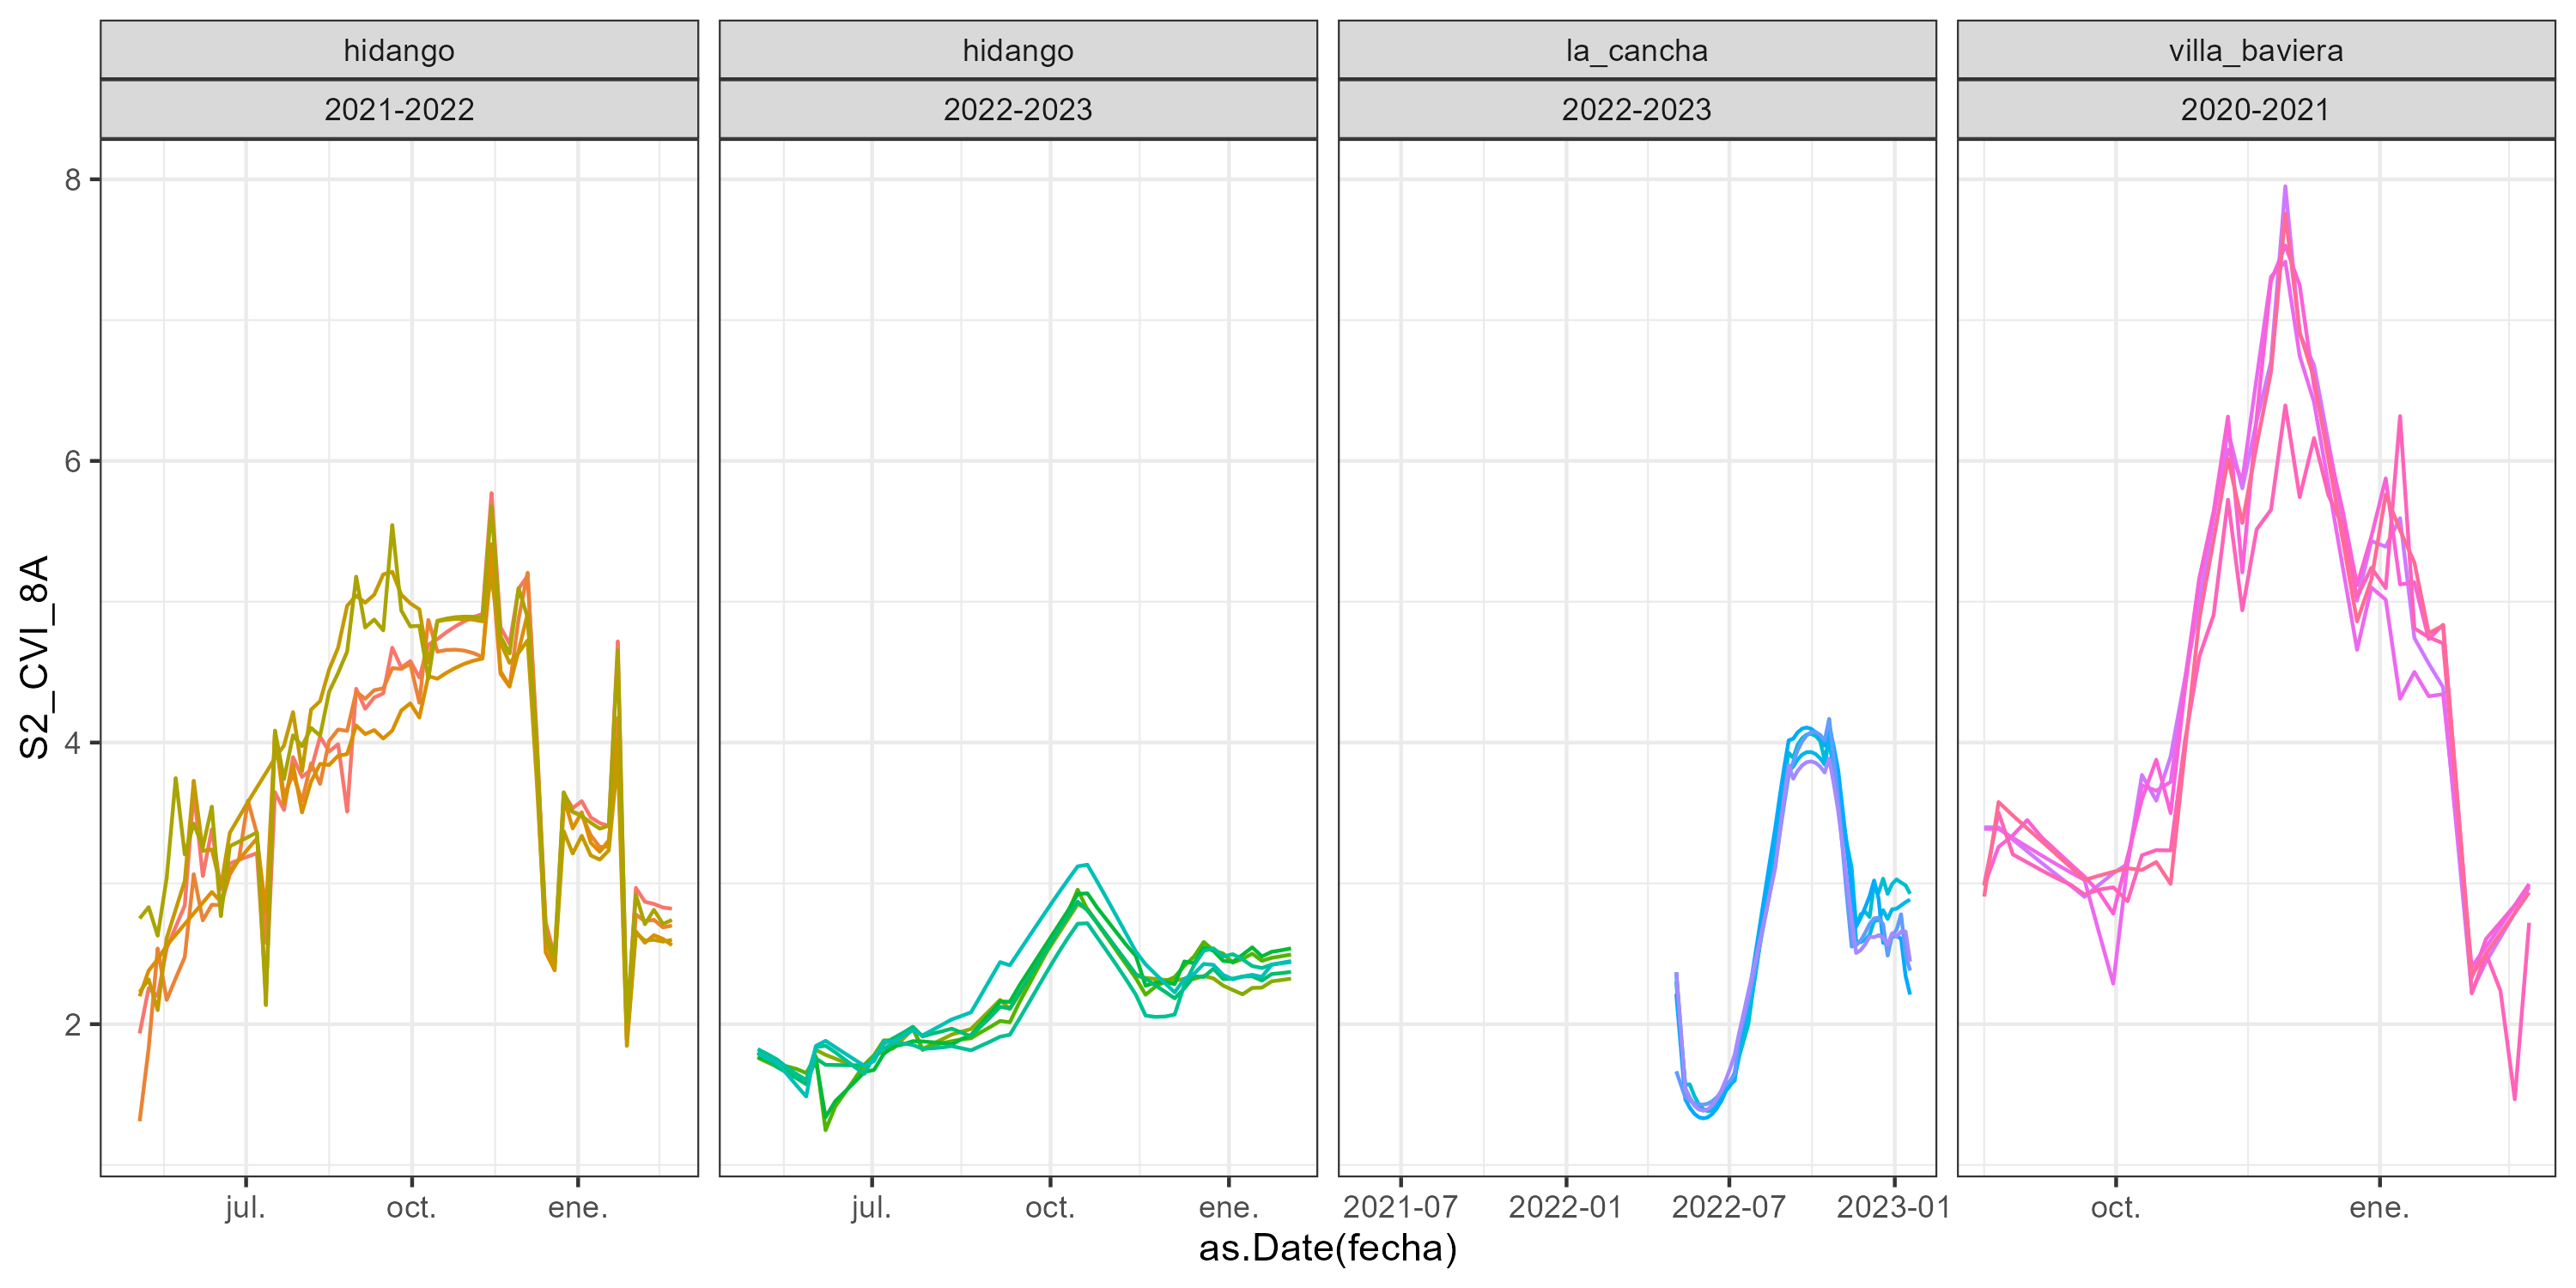 hidango hidango la_cancha villa_baviera
2021-2022 2022-2023 2022-2023 2020-2021
8
6
4
2
S2_CVI_8A
jul. oct. ene. jul. oct. ene. 2021-07 2022-01 2022-07 2023-01 oct. ene.
as.Date(fecha)